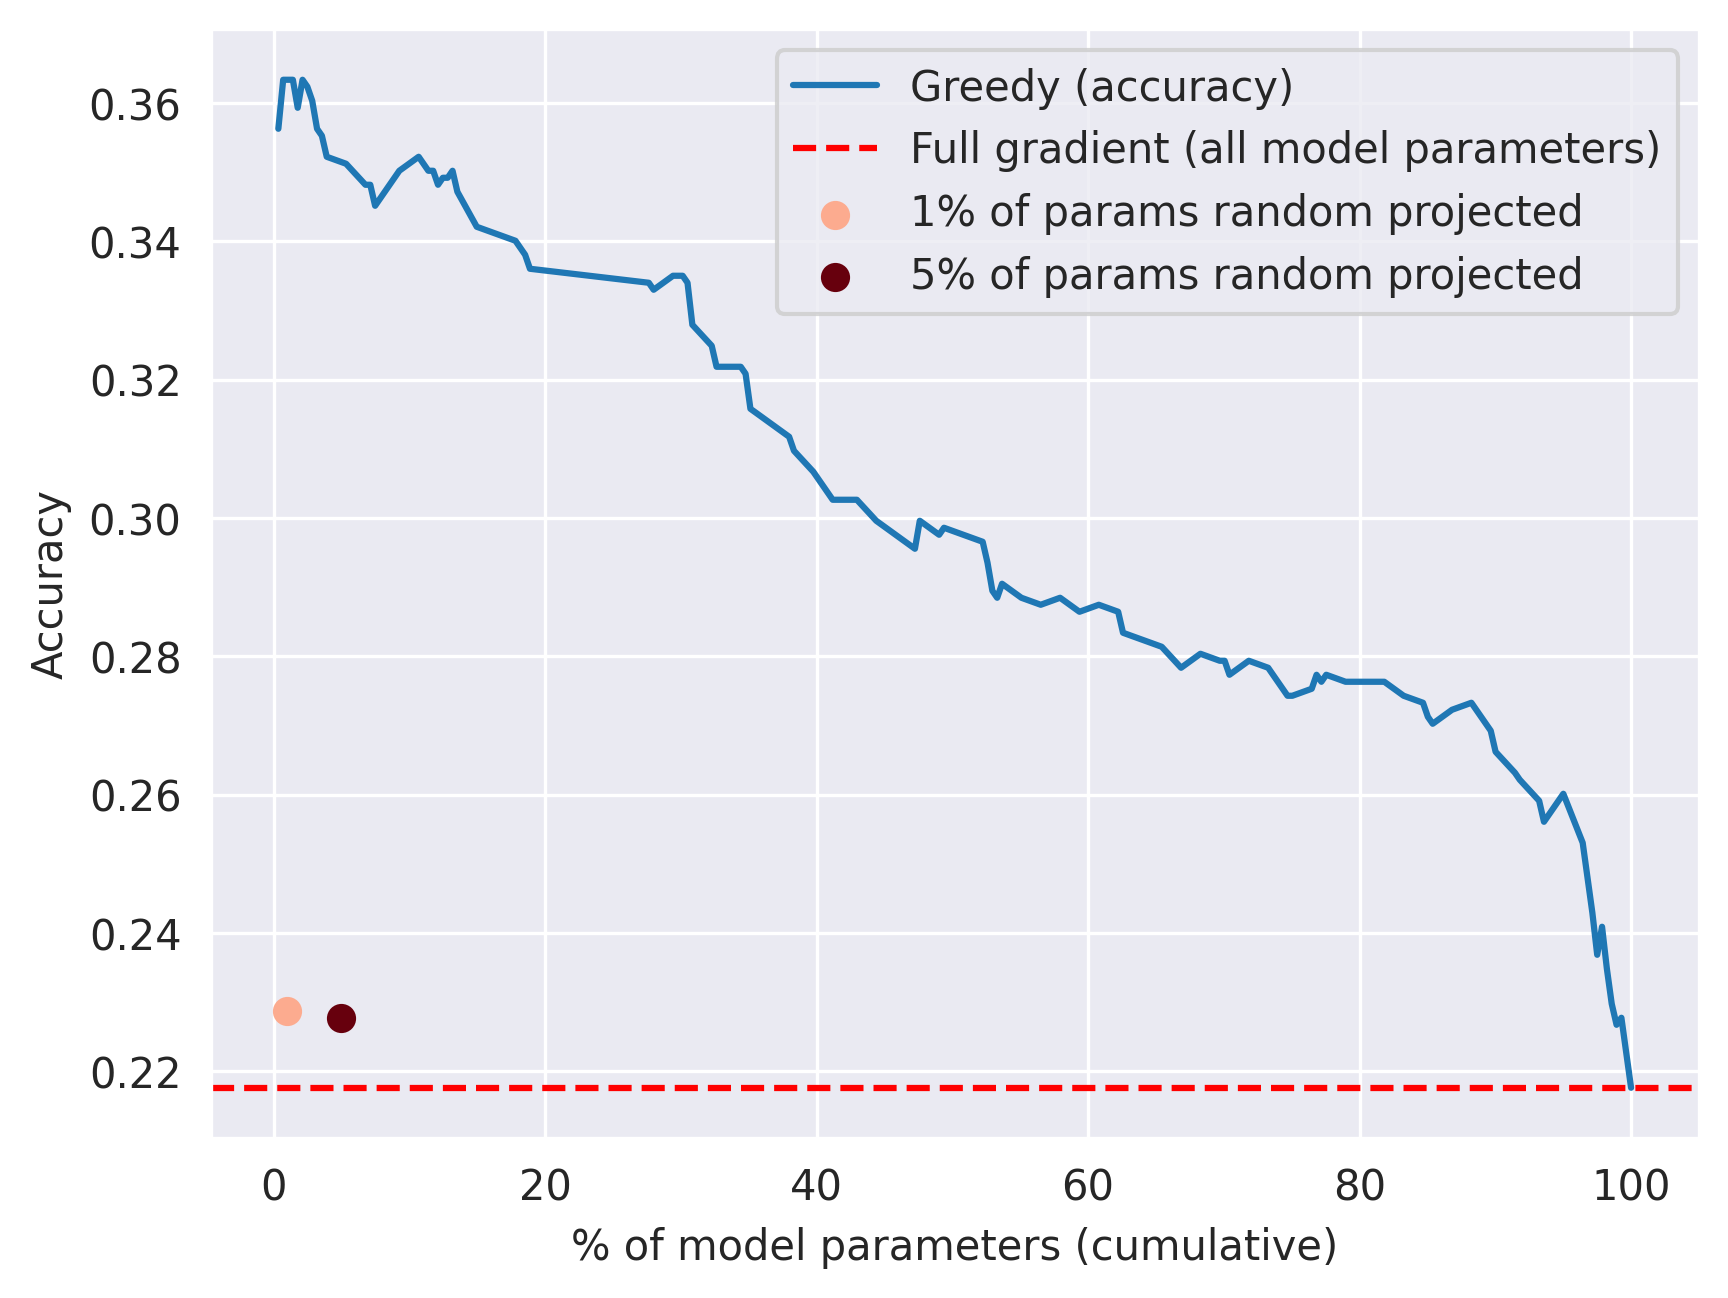 Greedy (accuracy)
Full gradient (all model parameters)
1% of params random projected
5% of params random projected
0.36
0.34
0.32
0.30
0.28
0.26
0.24
0.22
Accuracy
0 20 40 60 80 100
% of model parameters (cumulative)